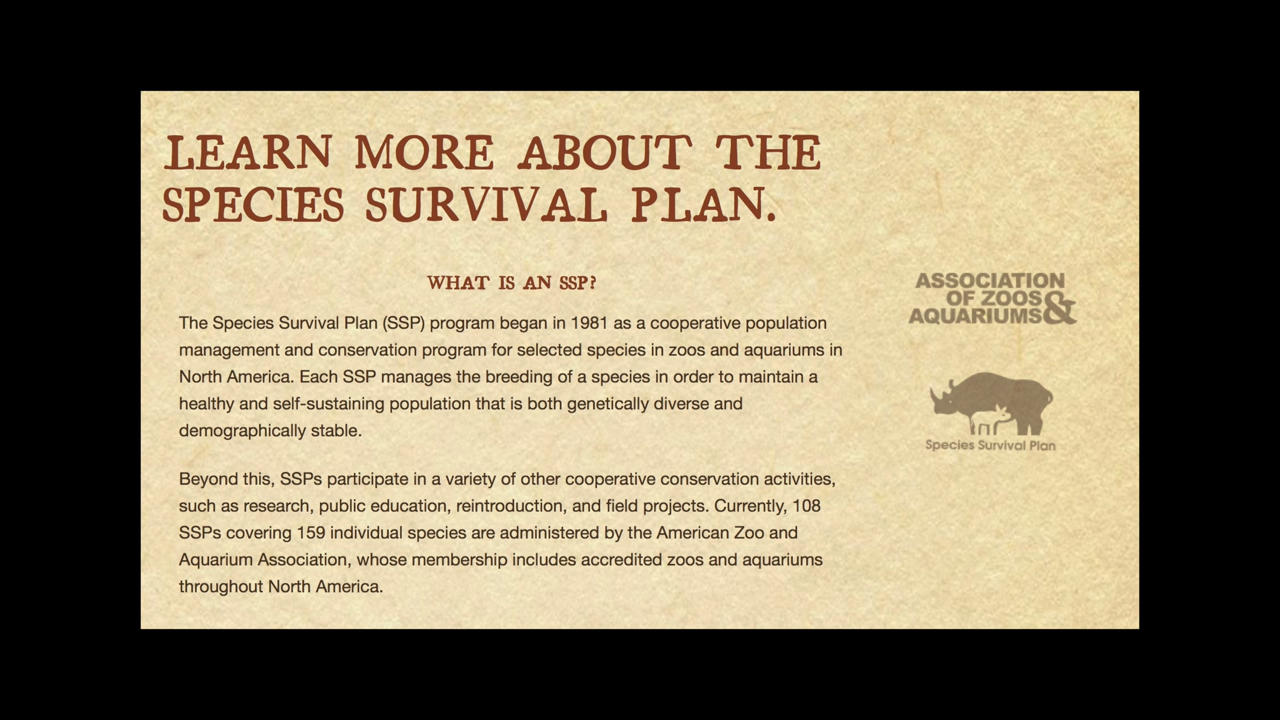 LEARN MORE ABOUT THE
SPECIES SURVIVAL PLAN.
WHAT IS AN SSP?
The Species Survival Plan (SSP) program began in 1981 as a cooperative population
management and conservation program for selected species in zoos and aquariums in
North America. Each SSP manages the breeding of a species in order to maintain a
healthy and self-sustaining population that is both genetically diverse and
demographically stable.
Beyond this, SSPs participate in a variety of other cooperative conservation activities,
such as research, public education, reintroduction, and field projects. Currently, 108
SSPs covering 159 individual species are administered by the American Zoo and
Aquarium Association, whose membership includes accredited zoos and aquariums
throughout North America.
ASSOCIATION
OF ZOOS
AQUARIUMS &
Species Survival Plan